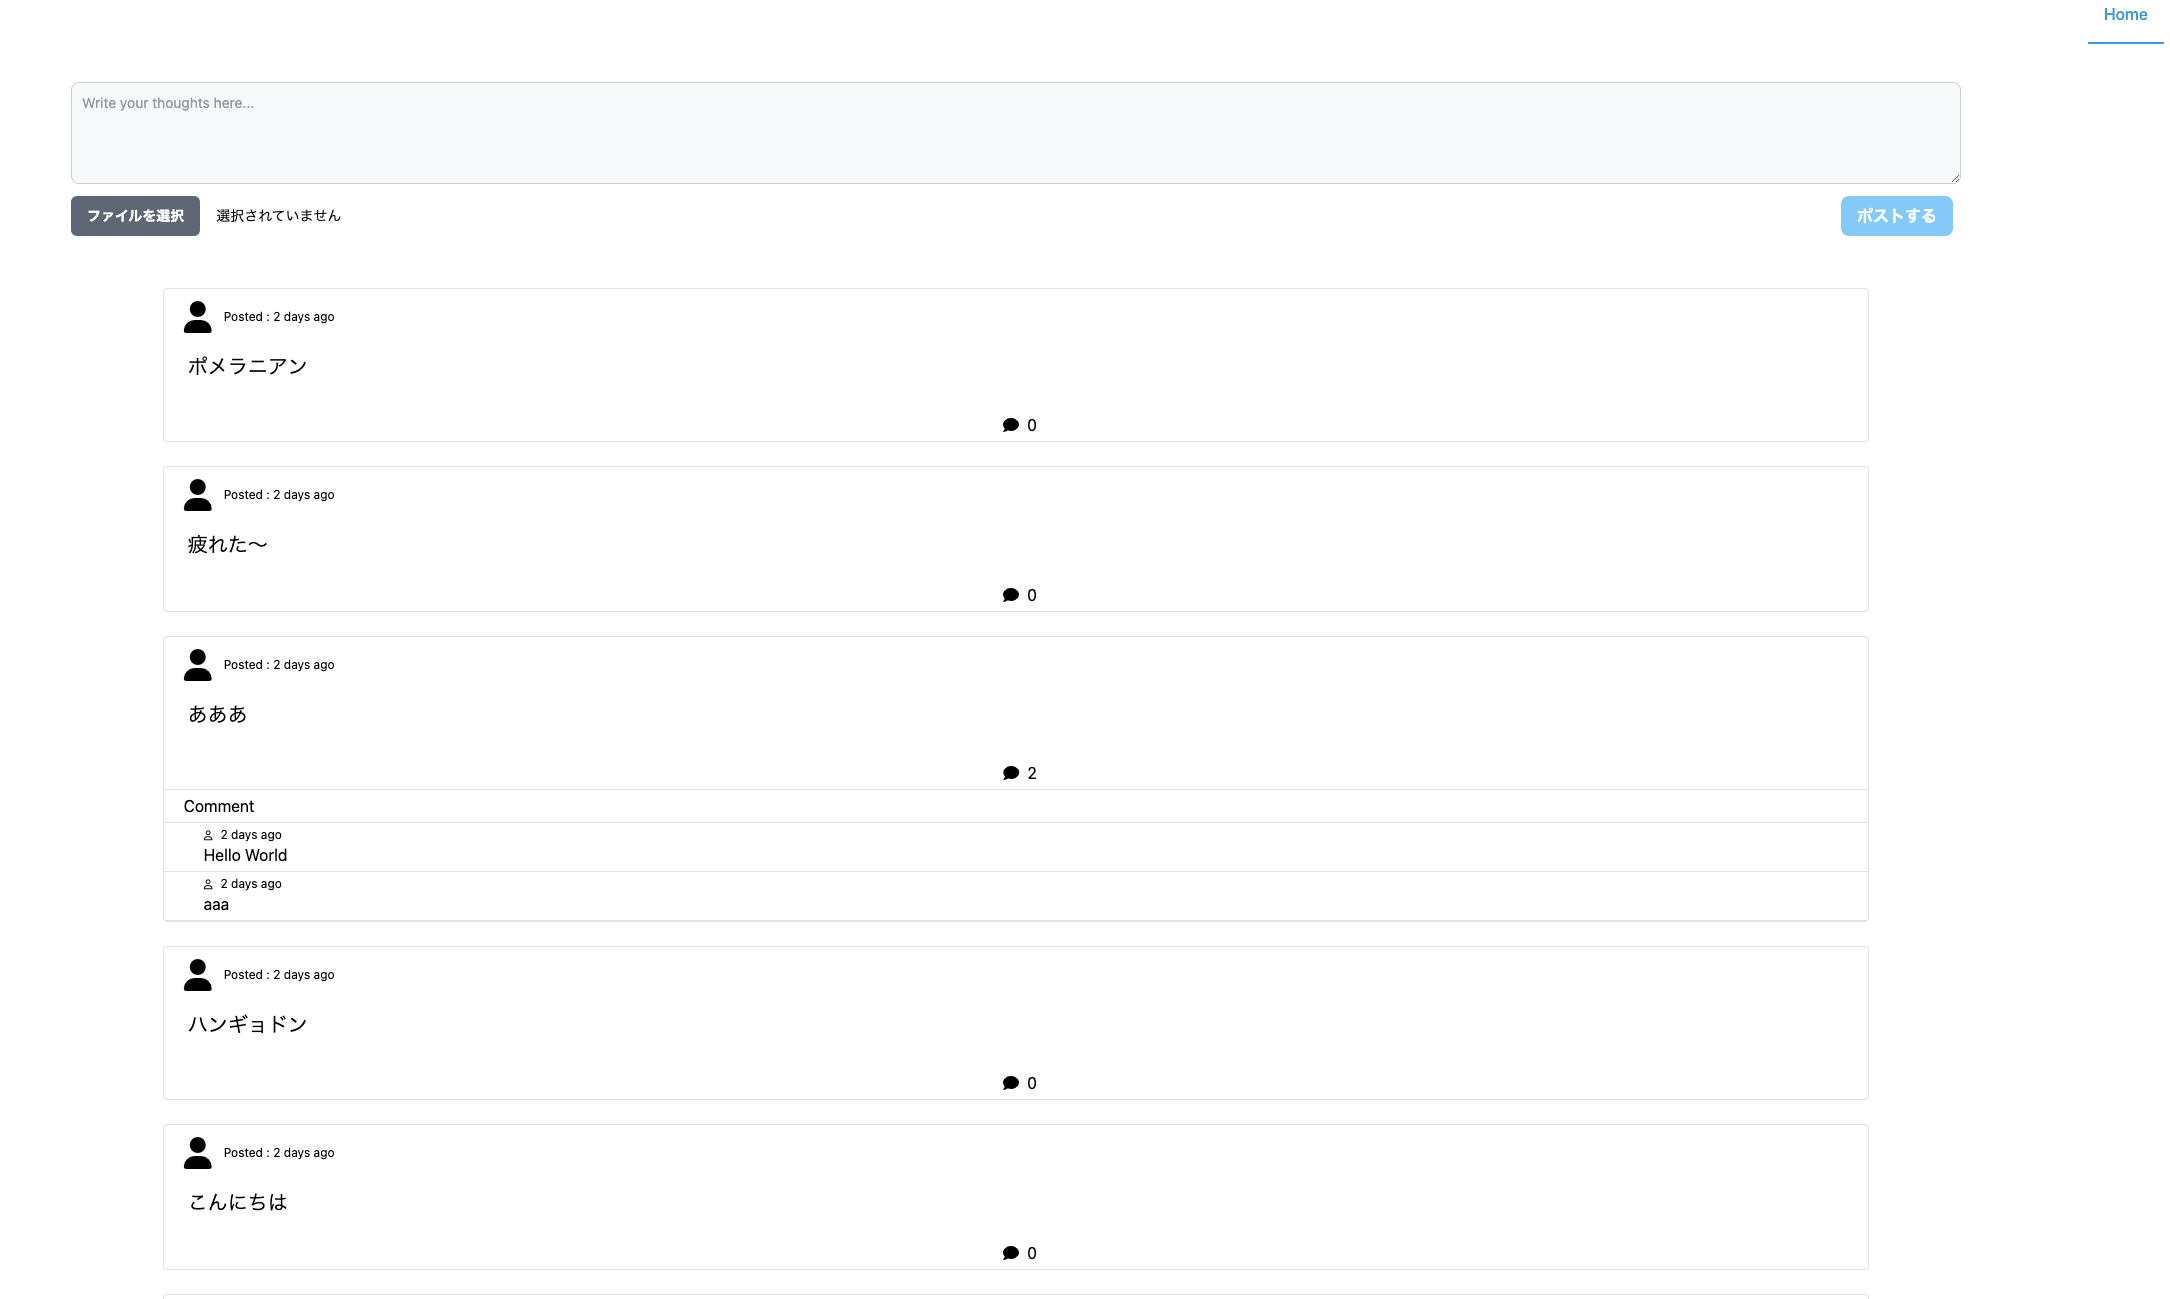 Home
Write your thoughts here...
ファイルを選択 選択されていません ポストする
Posted : 2 days ago
ポメラニアン
0
Posted : 2 days ago
疲れた〜
0
Posted : 2 days ago
あああ
2
Comment
2 days ago
Hello World
2 days ago
aaa
Posted : 2 days ago
ハンギョドン
0
Posted : 2 days ago
こんにちは
0